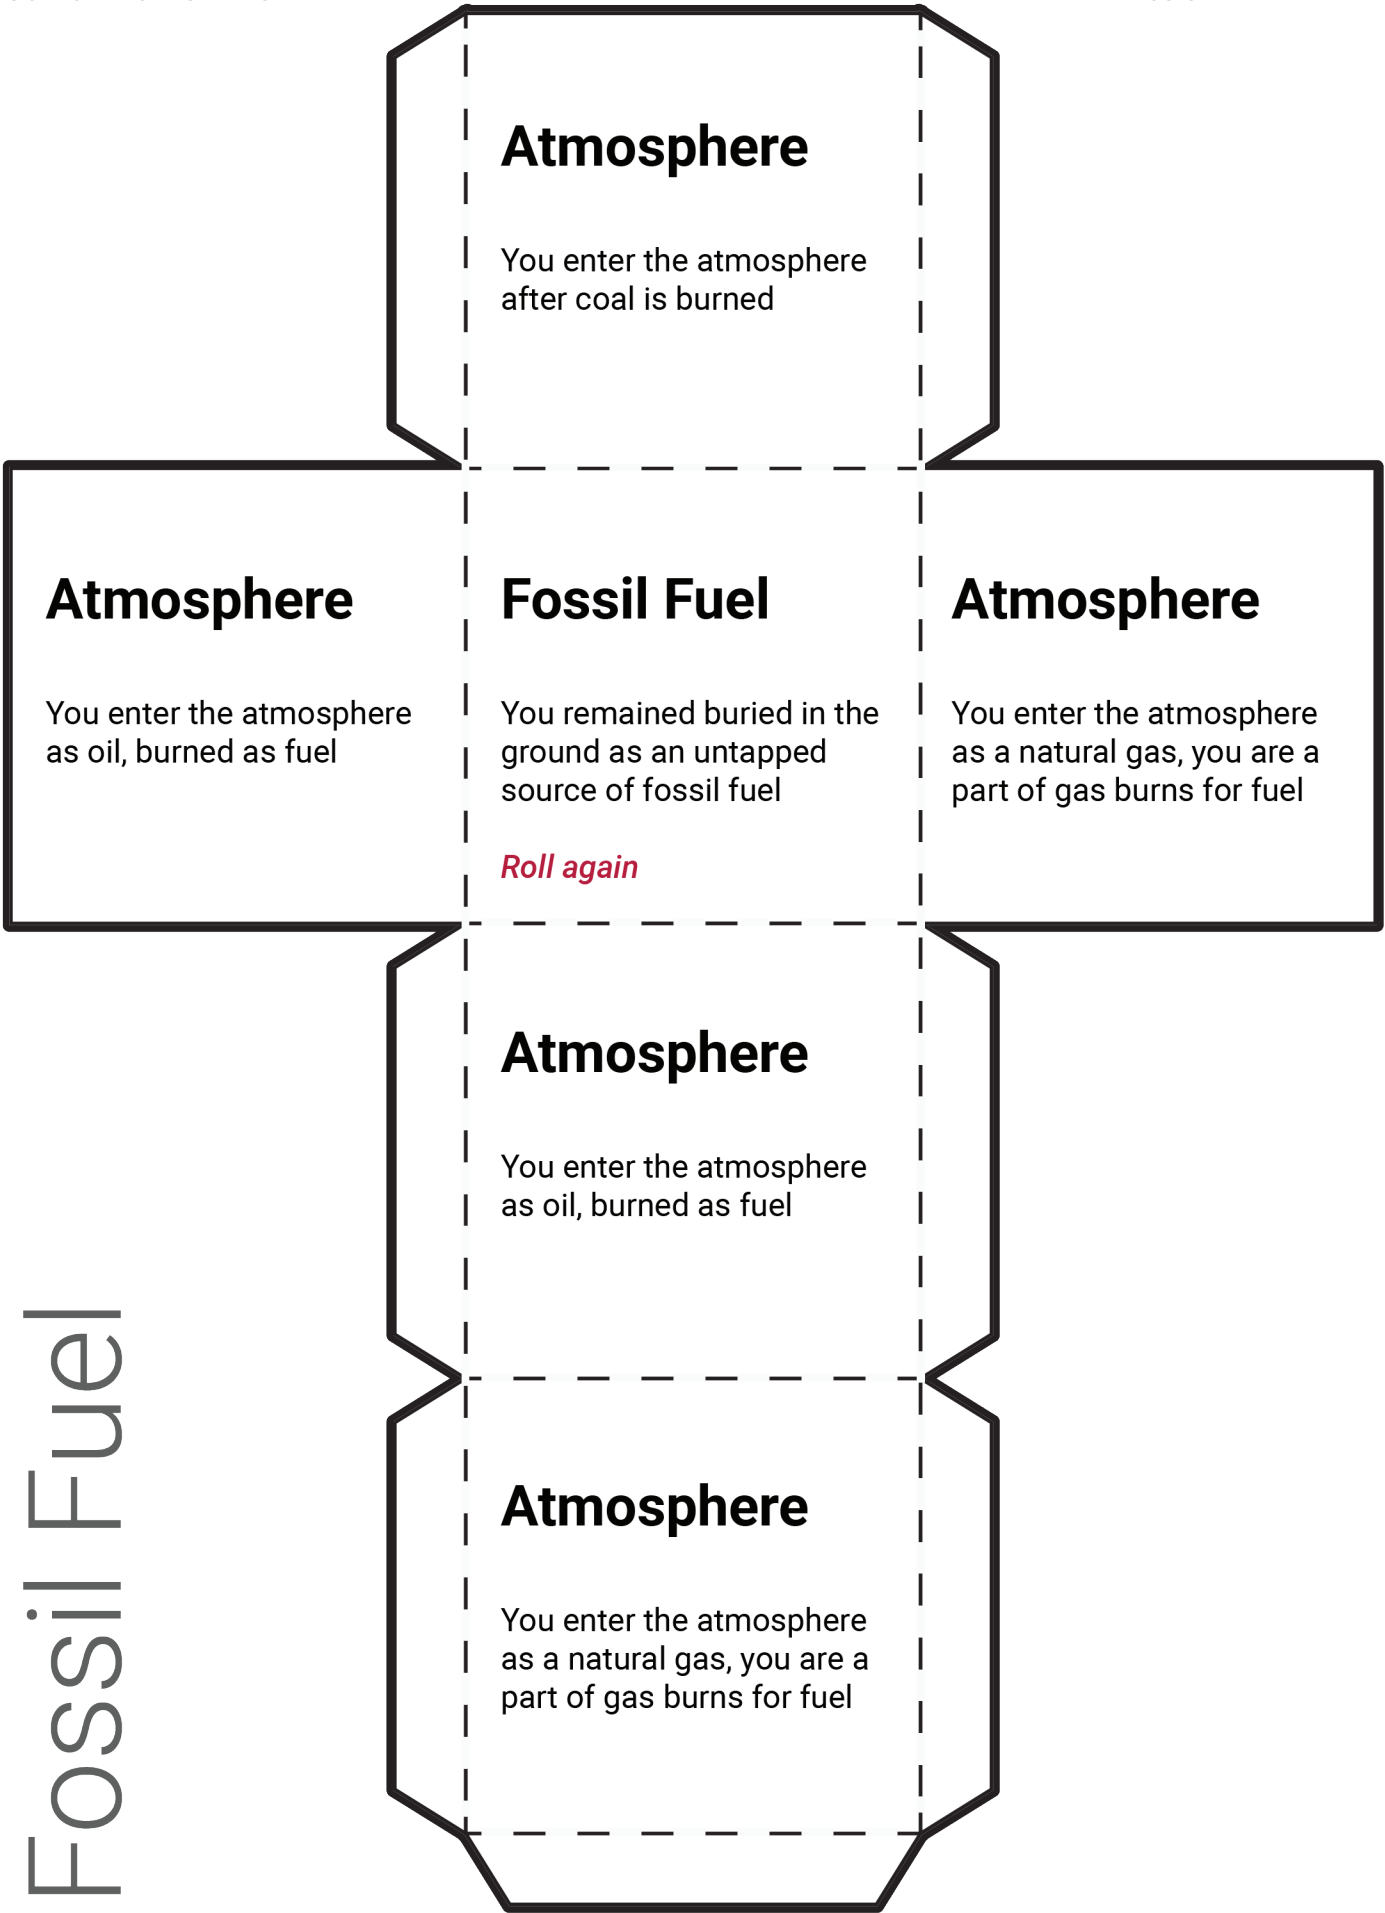 Atmosphere
You enter the atmosphere
after coal is burned
Atmosphere
You enter the atmosphere
as oil, burned as fuel
Fossil Fuel
You remained buried in the
ground as an untapped
source of fossil fuel
Roll again
Atmosphere
You enter the atmosphere
as a natural gas, you are a
part of gas burns for fuel
Atmosphere
You enter the atmosphere
as oil, burned as fuel
Atmosphere
You enter the atmosphere
as a natural gas, you are a
part of gas burns for fuel
Fossil Fuel